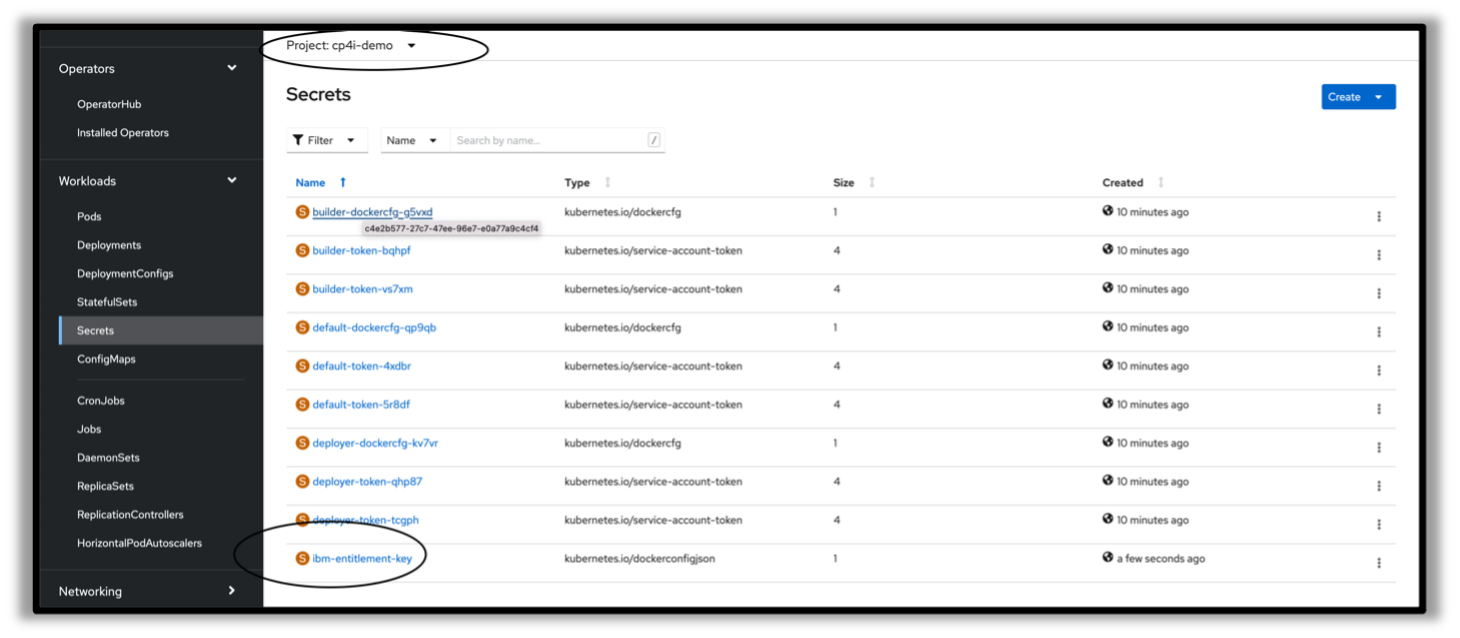 Project: cp4i-demo
Operators
OperatorHub
Installed Operators
Workloads
Pods
Deployments
DeploymentConfigs
StatefulSets
Secrets
ConfigMaps
CronJobs
Jobs
DaemonSets
ReplicaSets
ReplicationControllers
HorizontalPodAutoscalers
Networking
Secrets
Create
Filter Name Search by name... /
Name Type Size Created
S builder-dockercfg-g5vxd kubernetes.io/dockercfg 1 10 minutes ago
c4e2b577-27c7-47ee-96e7-e0a77a9c4cf4
S builder-token-bqhpf kubernetes.io/service-account-token 4 10 minutes ago
S builder-token-vs7xm kubernetes.io/service-account-token 4 10 minutes ago
S default-dockercfg-qp9qb kubernetes.io/dockercfg 1 10 minutes ago
S default-token-4xdbr kubernetes.io/service-account-token 4 10 minutes ago
S default-token-5r8df kubernetes.io/service-account-token 4 10 minutes ago
S deployer-dockercfg-kv7vr kubernetes.io/dockercfg 1 10 minutes ago
S deployer-token-qhp87 kubernetes.io/service-account-token 4 10 minutes ago
S deployer-token-tcgph kubernetes.io/service-account-token 4 10 minutes ago
S ibm-entitlement-key kubernetes.io/dockerconfigjson 1 a few seconds ago